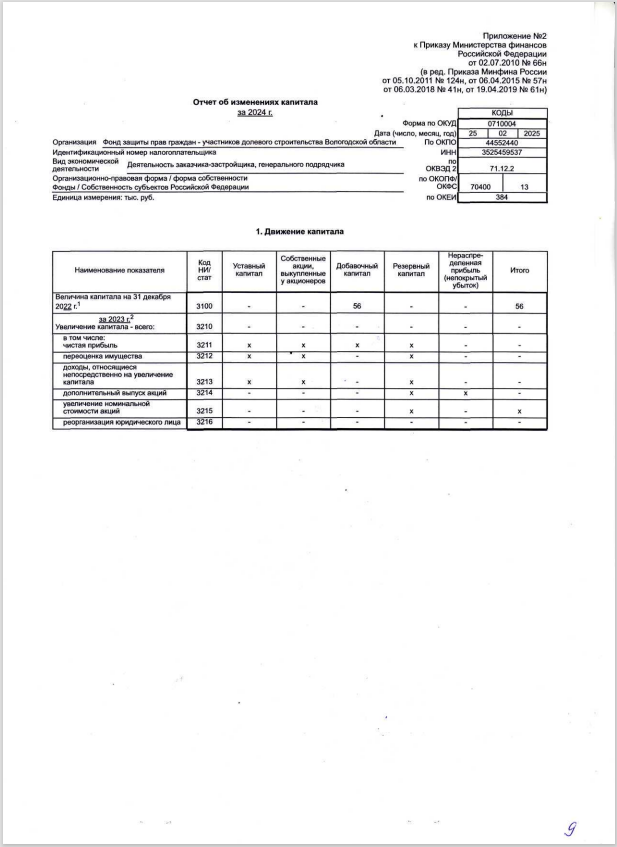 Приложение №2
к Приказу Министерства финансов
Российской Федерации
от 02.07.2010 № 66н
(в ред. Приказа Минфина России
от 05.10.2011 № 124н, от 06.04.2015 № 57н
от 06.03.2018 № 41н, от 19.04.2019 № 61н)
Отчет об изменениях капитала
за 2024 г.
КОДЫ
Форма по ОКУД 0710004
Дата (число, месяц, год) 25 02 2025
Организация Фонд защиты прав граждан - участников долевого строительства Вологодской области По ОКПО 44552440
Идентификационный номер налогоплательщика ИНН 3525459537
Вид экономической деятельности Деятельность заказчика-застройщика, генерального подрядчика по ОКВЭД 2 71.12.2
Организационно-правовая форма / форма собственности по ОКОПФ/
Фонды / Собственность субъектов Российской Федерации ОКФС 70400 13
Единица измерения: тыс. руб. по ОКЕИ 384
1. Движение капитала
Наименование показателя Код НИ/стат Уставный капитал Собственные акции, выкупленные у акционеров Добавочный капитал Резервный капитал Нераспре-деленная прибыль (непокрытый убыток) Итого
Величина капитала на 31 декабря
2022 г.1 3100 - - 56 - - 56
за 2023 г.2
Увеличение капитала - всего: 3210 - - - - - -
в том числе:
чистая прибыль 3211 x x x x - -
переоценка имущества 3212 x x - x - -
доходы, относящиеся
непосредственно на увеличение
капитала 3213 x x - x - -
дополнительный выпуск акций 3214 - - - x x -
увеличение номинальной
стоимости акций 3215 - - - x - x
реорганизация юридического лица 3216 - - - - - -
9